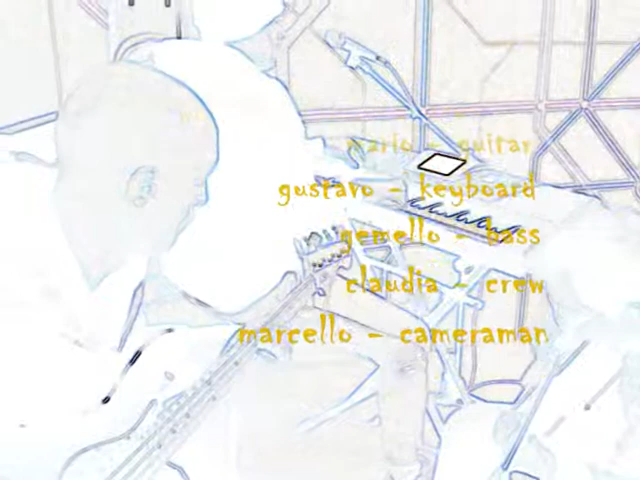 mario - guitar
gustavo - keyboard
gemello - bass
claudia - crew
marcello - cameraman